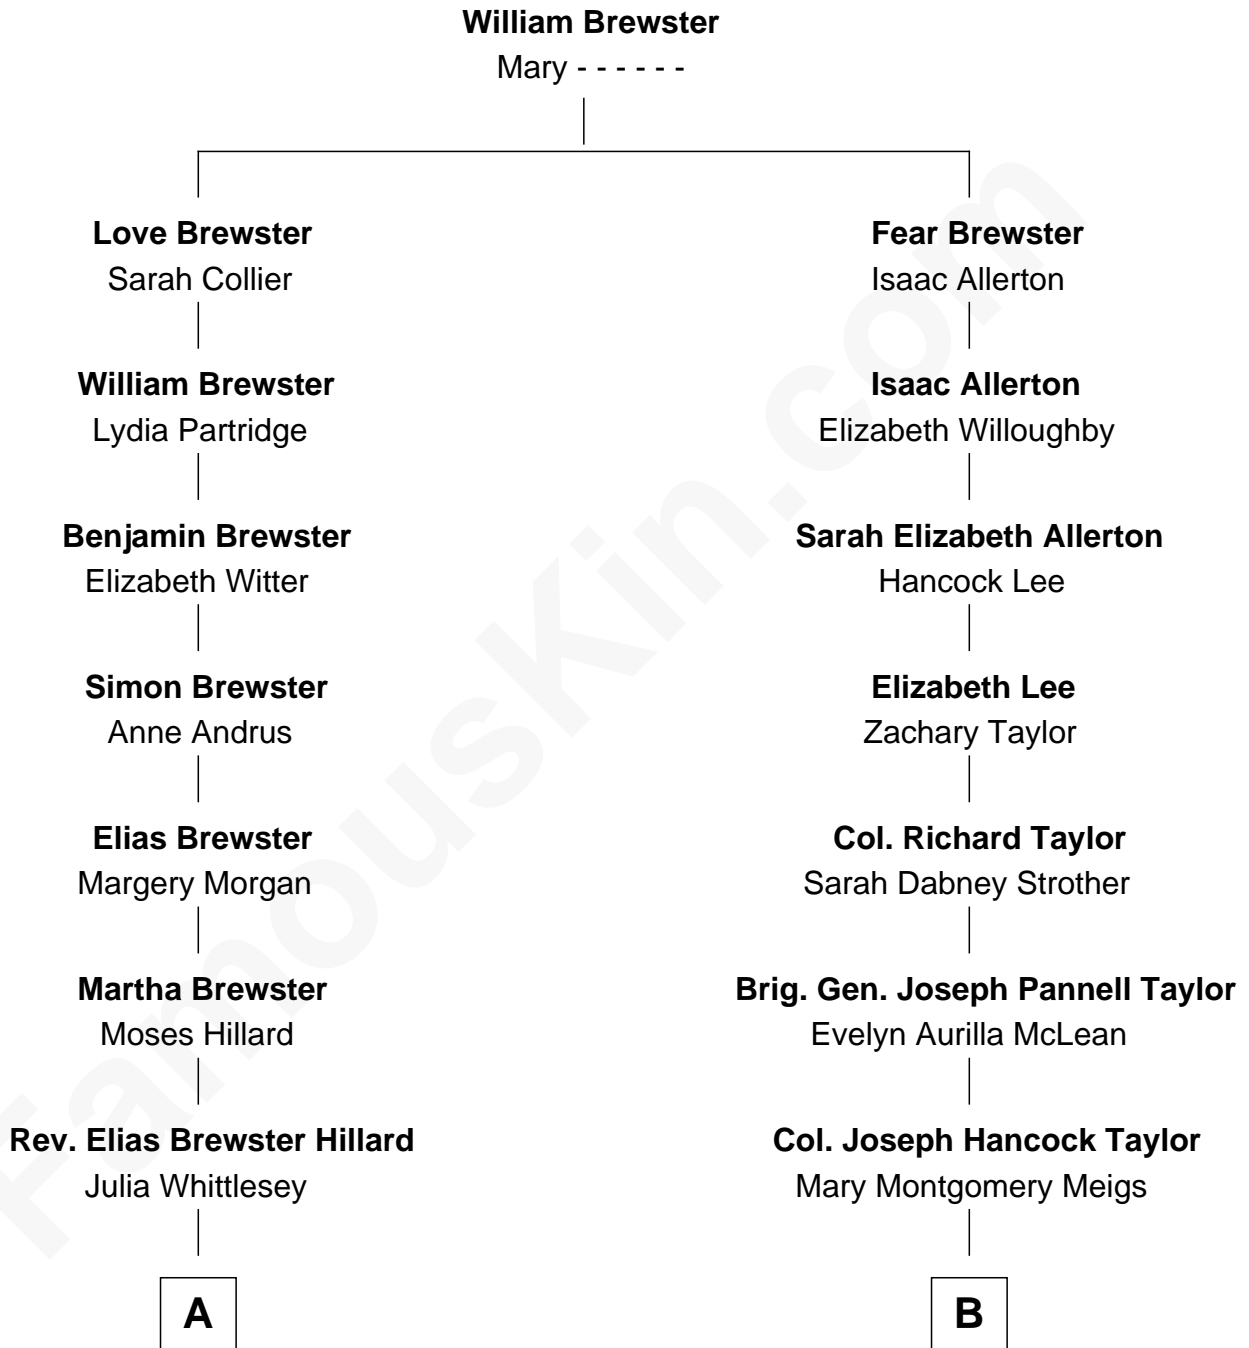 William Brewster
Mary - - - - - -
Love Brewster
Sarah Collier
Fear Brewster
Isaac Allerton
William Brewster
Lydia Partridge
Isaac Allerton
Elizabeth Willoughby
Benjamin Brewster
Elizabeth Witter
Sarah Elizabeth Allerton
Hancock Lee
Simon Brewster
Anne Andrus
Elizabeth Lee
Zachary Taylor
Elias Brewster
Margery Morgan
Col. Richard Taylor
Sarah Dabney Strother
Martha Brewster
Moses Hillard
Brig. Gen. Joseph Pannell Taylor
Evelyn Aurilla McLean
Rev. Elias Brewster Hillard
Julia Whittlesey
Col. Joseph Hancock Taylor
Mary Montgomery Meigs
A
B
FamousKin.com